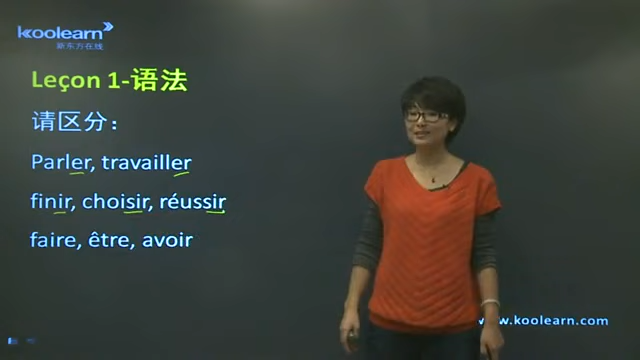 koolearn
新东方在线
Leçon 1-语法
请区分：
Parler, travailler
finir, choisir, réussir
faire, être, avoir
www.koolearn.com